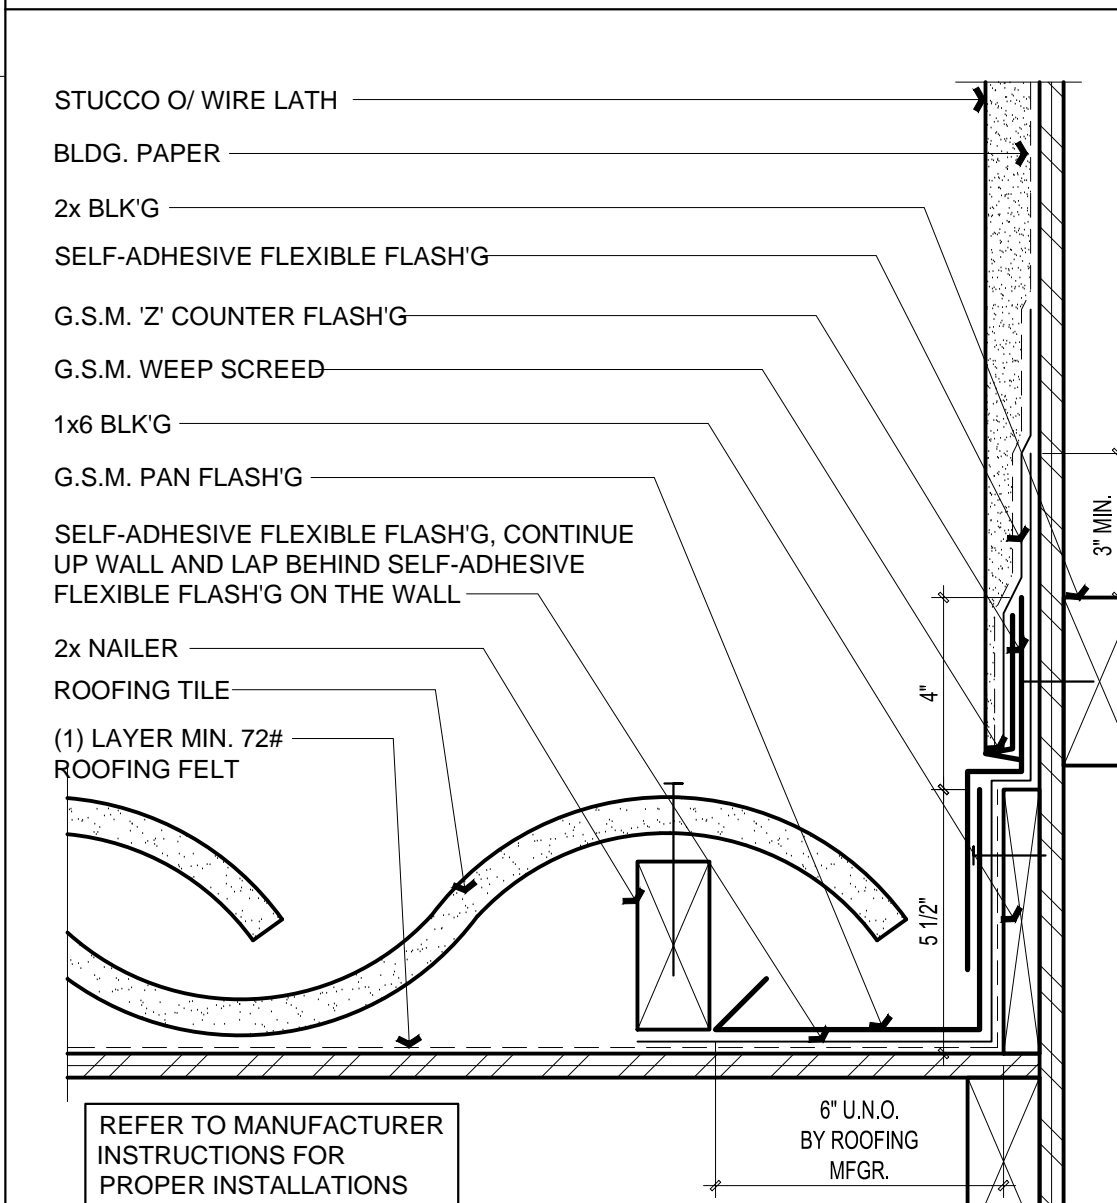 STUCCO O/ WIRE LATH
BLDG. PAPER
2x BLK'G
SELF-ADHESIVE FLEXIBLE FLASH'G
G.S.M. 'Z' COUNTER FLASH'G
G.S.M. WEEP SCREED
1x6 BLK'G
G.S.M. PAN FLASH'G
SELF-ADHESIVE FLEXIBLE FLASH'G, CONTINUE
UP WALL AND LAP BEHIND SELF-ADHESIVE
FLEXIBLE FLASH'G ON THE WALL
2x NAILER
ROOFING TILE
(1) LAYER MIN. 72#
ROOFING FELT
3" MIN.
4"
5 1/2"
6" U.N.O.
BY ROOFING
MFGR.
REFER TO MANUFACTURER
INSTRUCTIONS FOR
PROPER INSTALLATIONS